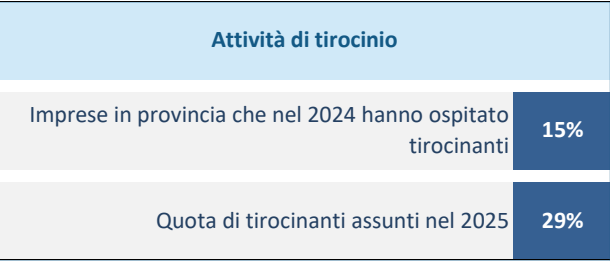 Attività di tirocinio
Imprese in provincia che nel 2024 hanno ospitato
tirocinanti
15%
Quota di tirocinanti assunti nel 2025
29%